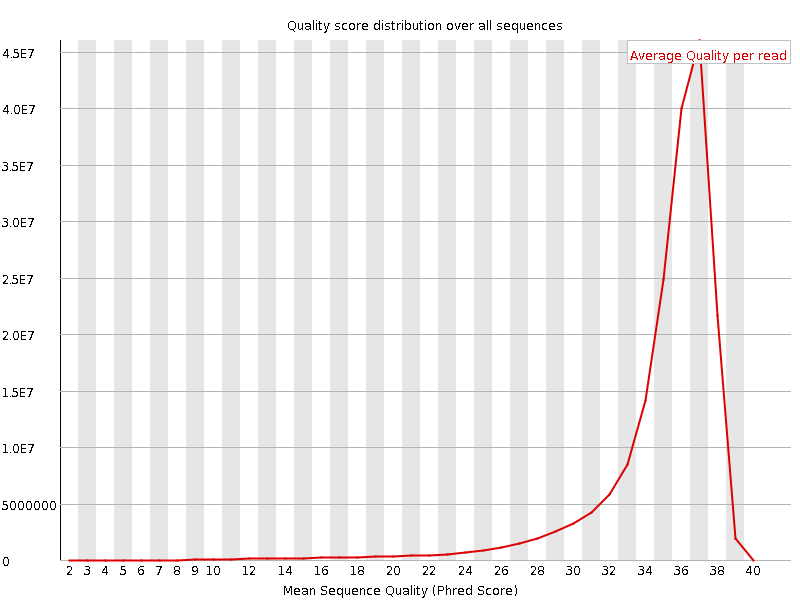 Quality score distribution over all sequences
Average Quality per read
4.5E7
4.0E7
3.5E7
3.0E7
2.5E7
2.0E7
1.5E7
1.0E7
5000000
0
2 3 4 5 6 7 8 9 10 12 14 16 18 20 22 24 26 28 30 32 34 36 38 40
Mean Sequence Quality (Phred Score)